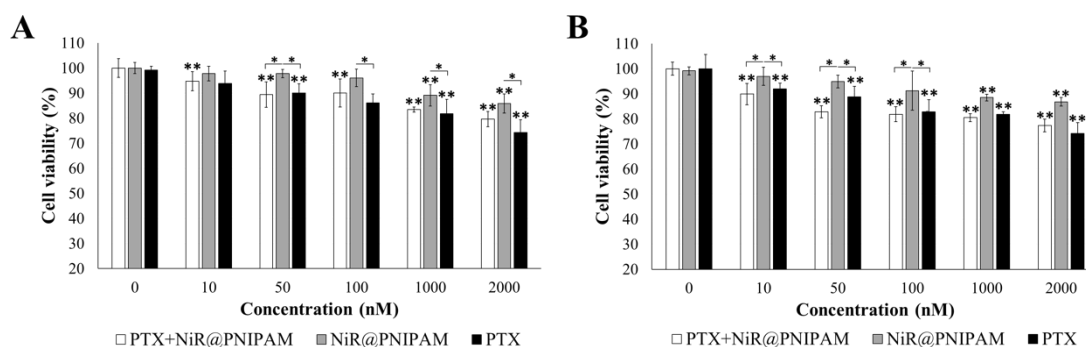 A
Cell viability (%)
110
100
90
80
70
60
50
40
30
20
** * * * * *
** ** ** ** ** ** ** ** ** **
0 10 50 100 1000 2000
Concentration (nM)
PTX+NiR@PNIPAM NiR@PNIPAM PTX
B
Cell viability (%)
110
100
90
80
70
60
50
40
30
20
* * * * * *
** ** ** ** ** ** ** ** ** ** ** **
0 10 50 100 1000 2000
Concentration (nM)
PTX+NiR@PNIPAM NiR@PNIPAM PTX